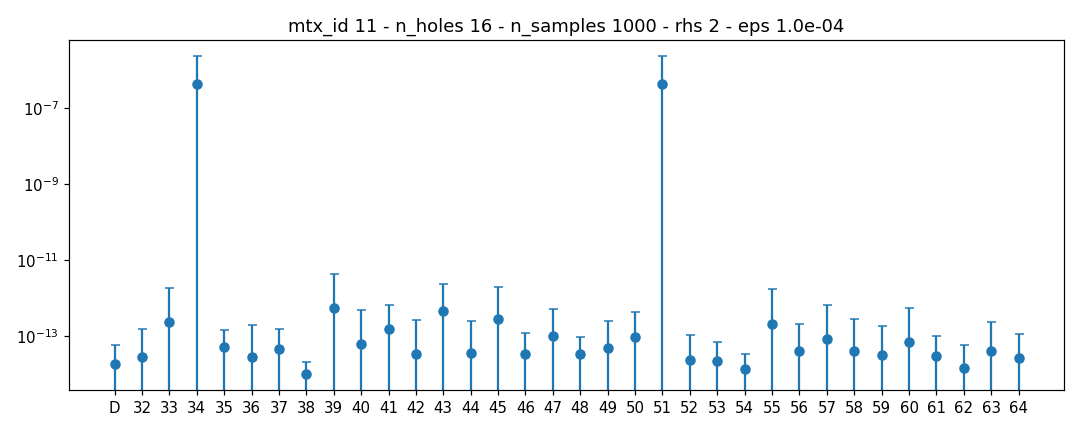 mtx_id 11 - n_holes 16 - n_samples 1000 - rhs 2 - eps 1.0e-04
10⁻⁷
10⁻⁹
10⁻¹¹
10⁻¹³
D 32 33 34 35 36 37 38 39 40 41 42 43 44 45 46 47 48 49 50 51 52 53 54 55 56 57 58 59 60 61 62 63 64